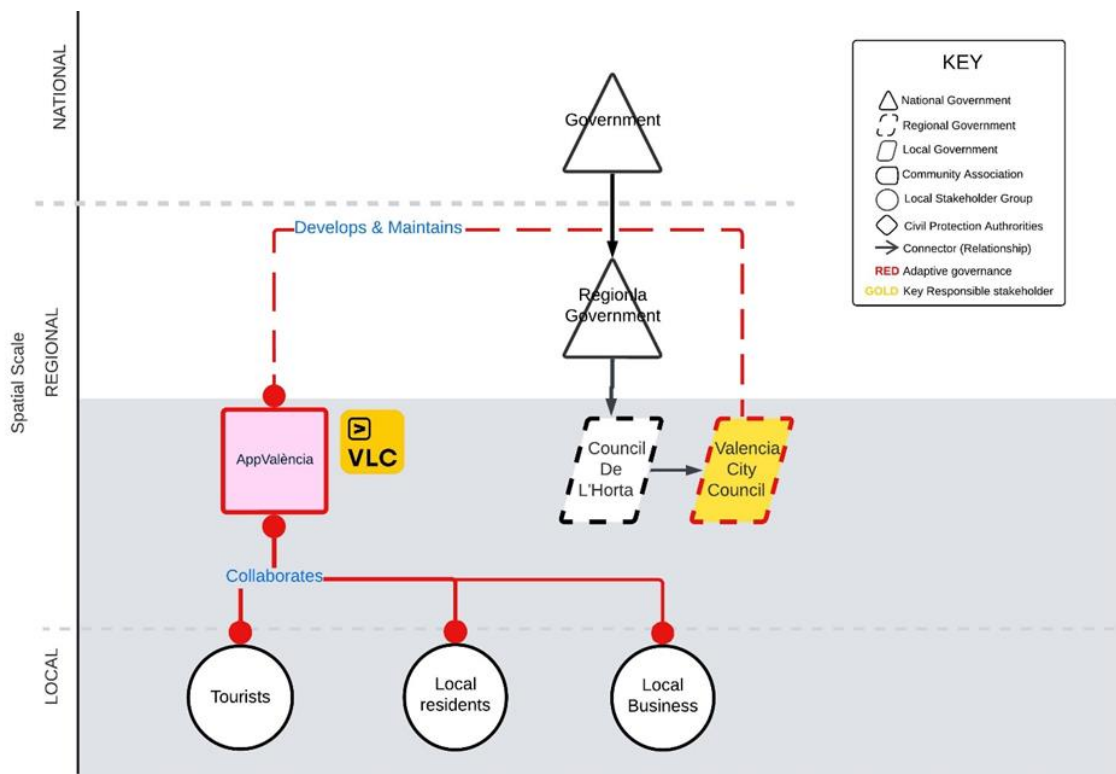 NATIONAL
REGIONAL
LOCAL
Spatial Scale
Government
Develops & Maintains
Regionla
Government
AppValència
VLC
Council
De
L'Horta
Valencia
City
Council
Collaborates
Tourists
Local
residents
Local
Business
KEY
National Government
Regional Government
Local Government
Community Association
Local Stakeholder Group
Civil Protection Authrorities
Connector (Relationship)
RED Adaptive governance
GOLD Key Responsible stakeholder